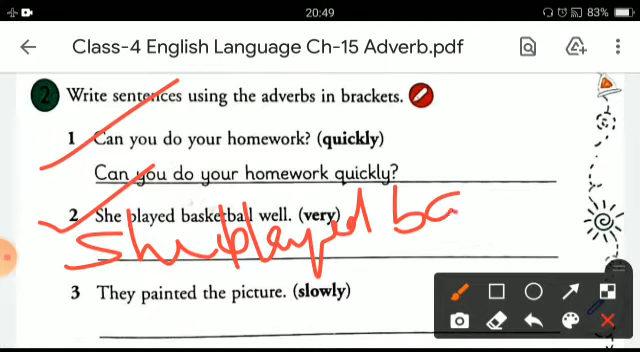 20:49
83%
Class-4 English Language Ch-15 Adverb.pdf
2 Write sentences using the adverbs in brackets.
1 Can you do your homework? (quickly)
Can you do your homework quickly?
2 She played basketball well. (very)
She played ba
3 They painted the picture. (slowly)